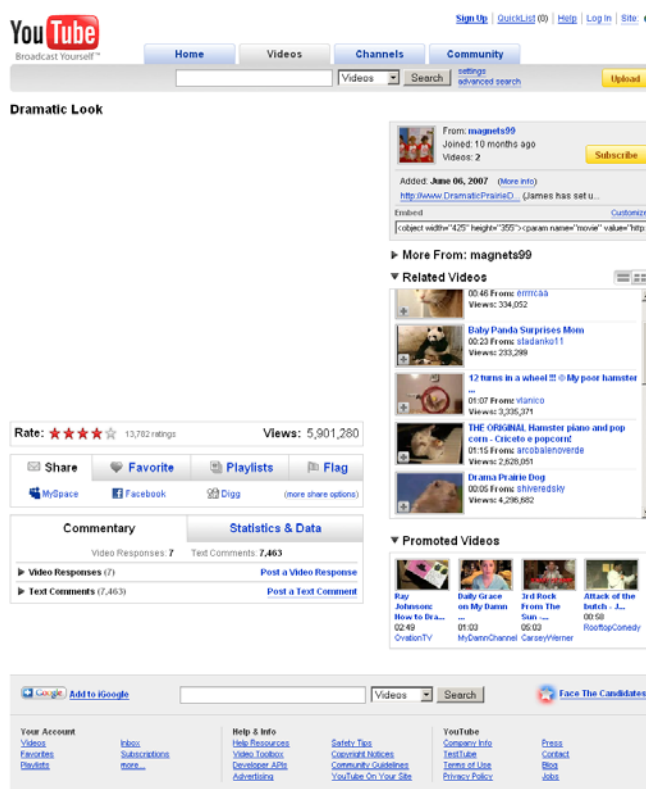 Sign Up QuickList (0) Help Log In Site:
You Tube
Broadcast Yourself™
Home Videos Channels Community
Videos Search settings advanced search Upload
Dramatic Look
From: magnets99
Joined: 10 months ago
Videos: 2
Subscribe
Added: June 06, 2007 (More info)
http://www.DramaticPrairieD... (James has set u...
Embed Customize
<object width="425" height="355"><param name="movie" value="http:
More From: magnets99
Related Videos
00:46 From: errrrcaa
Views: 334,052
Baby Panda Surprises Mom
00:23 From: stadanko11
Views: 233,299
12 turns in a wheel !!! My poor hamster
...
01:07 From: vlanico
Views: 3,335,371
THE ORIGINAL Hamster piano and pop
corn - Criceto e popcorn!
01:15 From: arcobalenoverde
Views: 2,628,051
Drama Prairie Dog
00:05 From: shiveredsky
Views: 4,296,682
Rate: 13,702 ratings Views: 5,901,280
Share Favorite Playlists Flag
MySpace Facebook Digg (more share options)
Commentary Statistics & Data
Video Responses: 7 Text Comments: 7,463
Video Responses (7) Post a Video Response
Text Comments (7,463) Post a Text Comment
Promoted Videos
Ray Johnson: How to Dra...
02:49
OvationTV
Daily Grace on My Damn ...
01:03
MyDamnChannel
3rd Rock From The Sun -...
05:03
CarseyWerner
Attack of the butch - J...
00:58
RooftopComedy
Google Add to iGoogle Videos Search Face The Candidates
Your Account Help & Info YouTube
Videos Inbox Help Resources Safety Tips Company Info Press
Favorites Subscriptions Video Toolbox Copyright Notices TestTube Contact
Playlists more... Developer APIs Community Guidelines Terms of Use Blog
Advertising YouTube On Your Site Privacy Policy Jobs